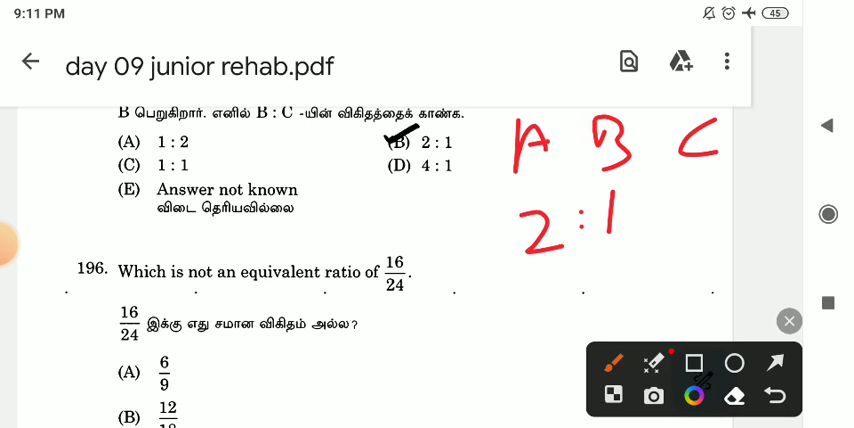 9:11 PM
45
day 09 junior rehab.pdf
B பெறுகிறார். எனில் B : C -யின் விகிதத்தைக் காண்க.
(A) 1 : 2
(B) 2 : 1
(C) 1 : 1
(D) 4 : 1
(E) Answer not known
விடை தெரியவில்லை
A B C
2 : 1
196. Which is not an equivalent ratio of 16/24.
16/24 இக்கு எது சமான விகிதம் அல்ல?
(A) 6/9
(B) 12/18